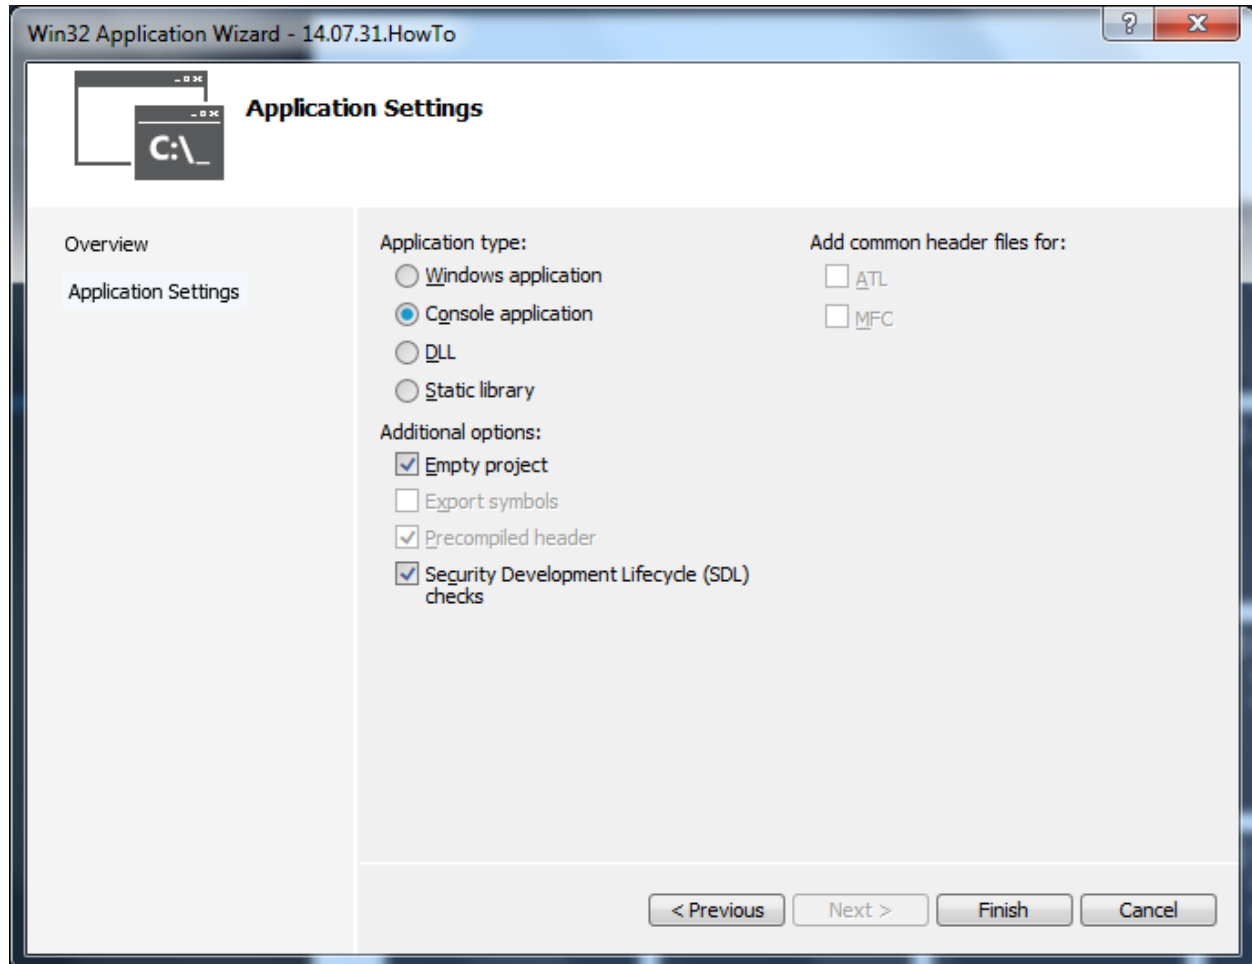 Win32 Application Wizard - 14.07.31.HowTo
C:\_
Application Settings
Overview
Application Settings
Application type:
Windows application
Console application
DLL
Static library
Additional options:
Empty project
Export symbols
Precompiled header
Security Development Lifecycle (SDL)
checks
Add common header files for:
ATL
MFC
< Previous
Next >
Finish
Cancel